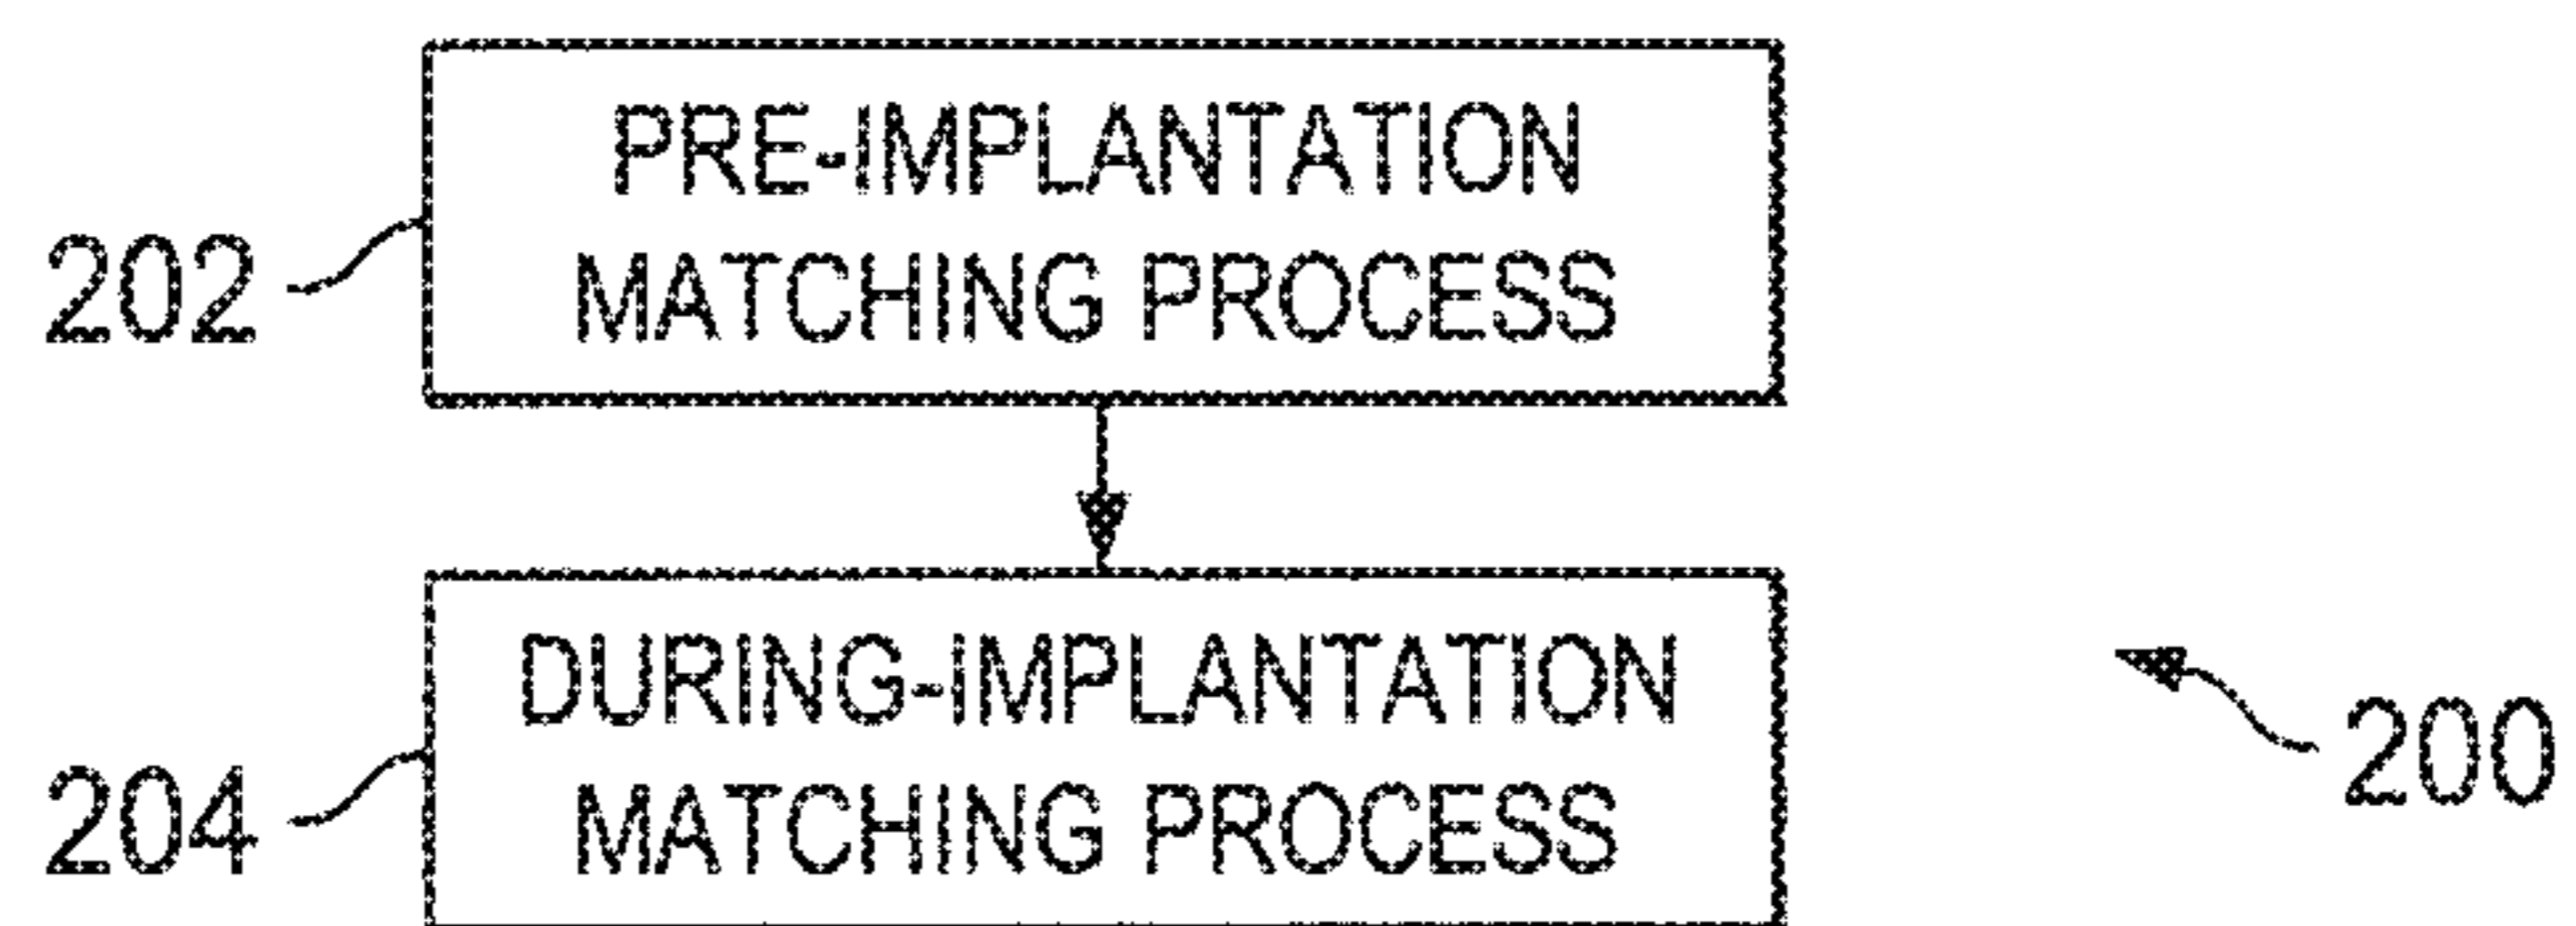 PRE-IMPLANTATION
MATCHING PROCESS
202
DURING-IMPLANTATION
MATCHING PROCESS
204
200